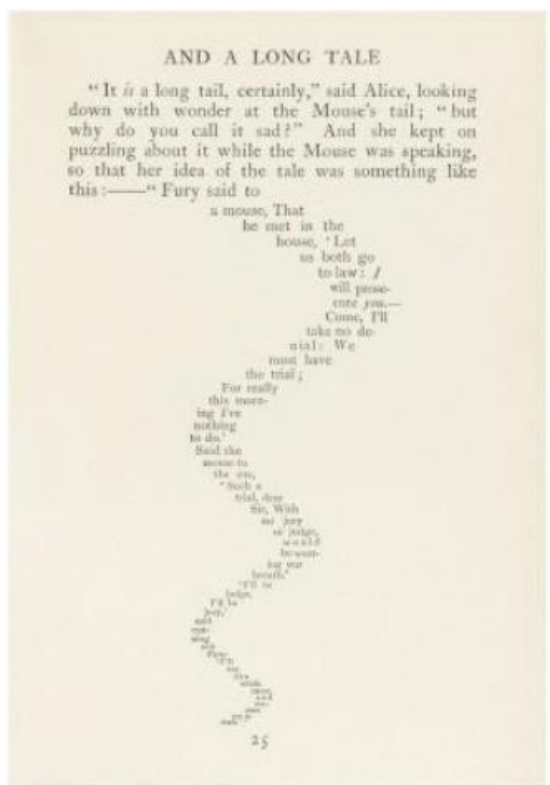 AND A LONG TALE
"It is a long tail, certainly," said Alice, looking
down with wonder at the Mouse's tail; "but
why do you call it sad?" And she kept on
puzzling about it while the Mouse was speaking,
so that her idea of the tale was something like
this:——"Fury said to
a mouse, That
he met in the
house, 'Let
us both go
to law: I
will prose-
cute you.—
Come, I'll
take no de-
nial: We
must have
the trial;
For really
this morn-
ing I've
nothing
to do.'
Said the
mouse to
the cur,
'Such a
trial, dear
Sir, With
no jury
or judge,
would
be wast-
ing our
breath.'
'I'll be
judge,
I'll be
jury,'
said
25